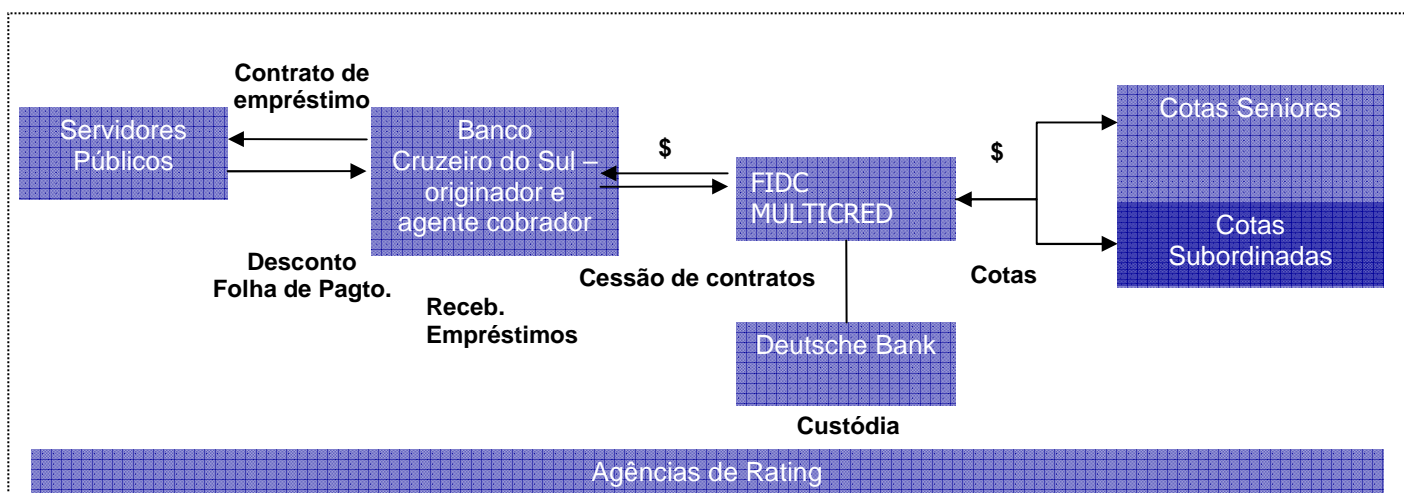 Contrato de
empréstimo
Servidores
Públicos
Banco
Cruzeiro do Sul –
originador e
agente cobrador
$
FIDC
MULTICRED
$
Cotas Seniores
Cotas
Subordinadas
Desconto
Folha de Pagto.
Receb.
Empréstimos
Cessão de contratos
Cotas
Deutsche Bank
Custódia
Agências de Rating